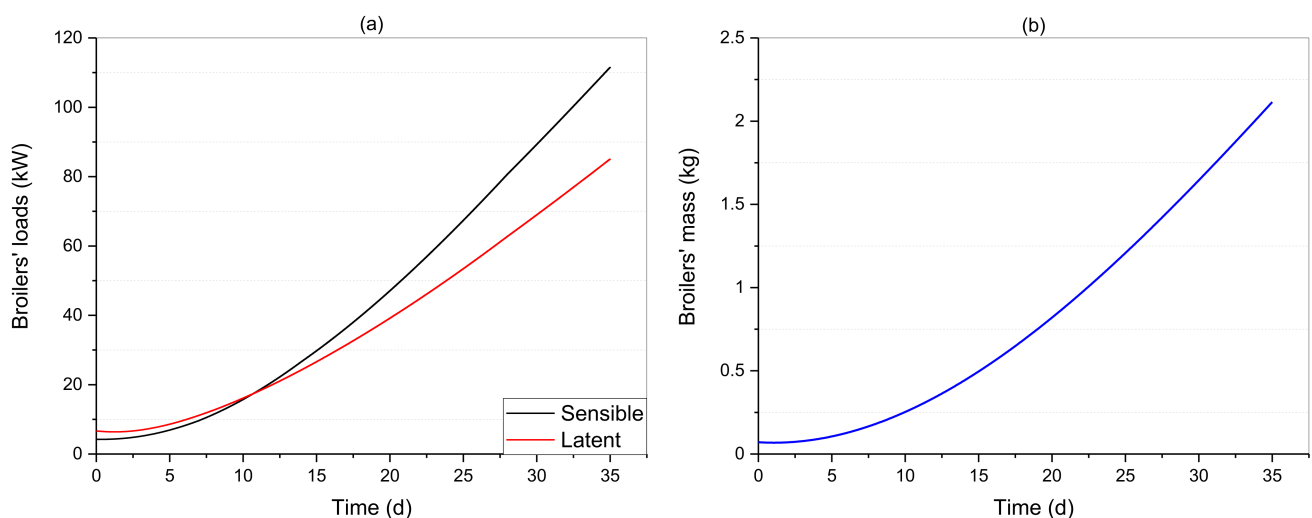 (a)
Broilers' loads (kW)
120
100
80
60
40
20
0
0 5 10 15 20 25 30 35
Time (d)
Sensible
Latent
(b)
Broilers' mass (kg)
2.5
2
1.5
1
0.5
0
0 5 10 15 20 25 30 35
Time (d)